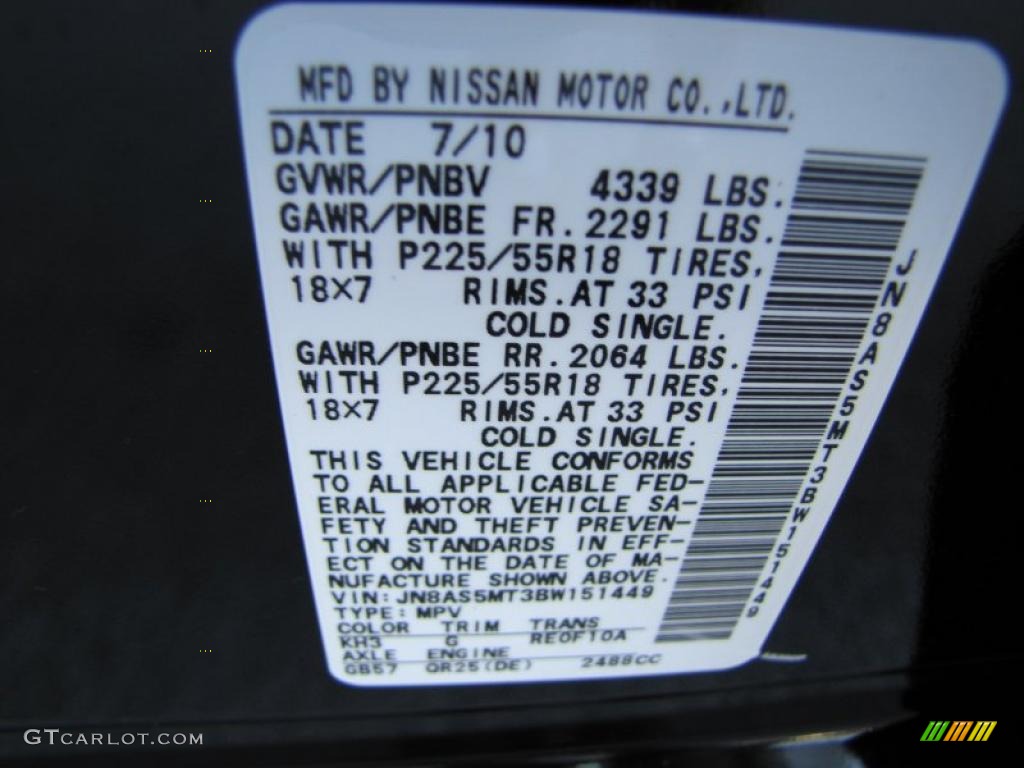 MFD BY NISSAN MOTOR CO.,LTD.
DATE 7/10
GVWR/PNBV 4339 LBS.
GAWR/PNBE FR. 2291 LBS.
WITH P225/55R18 TIRES,
18×7 RIMS. AT 33 PSI
COLD SINGLE.
GAWR/PNBE RR. 2064 LBS.
WITH P225/55R18 TIRES,
18×7 RIMS. AT 33 PSI
COLD SINGLE.
THIS VEHICLE CONFORMS
TO ALL APPLICABLE FED-
ERAL MOTOR VEHICLE SA-
FETY AND THEFT PREVEN-
TION STANDARDS IN EFF-
ECT ON THE DATE OF MA-
NUFACTURE SHOWN ABOVE.
VIN: JN8AS5MT3BW151449
TYPE: MPV
COLOR TRIM TRANS
KH3 G RE0F10A
AXLE ENGINE
GB57 QR25(DE) 2488CC
JN8AS5MT3BW151449
GTCARLOT.COM